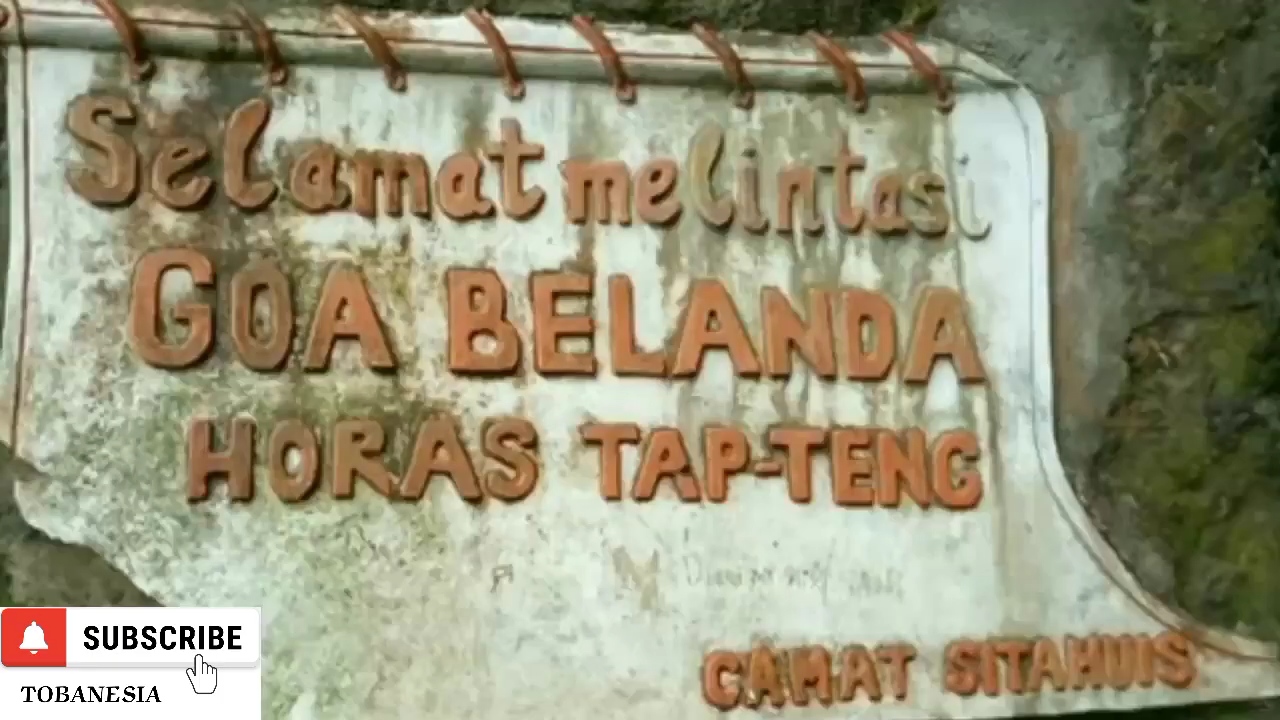 Selamat melintasi
GOA BELANDA
HORAS TAP-TENG
CAMAT SITAHUIS
SUBSCRIBE
TOBANESIA